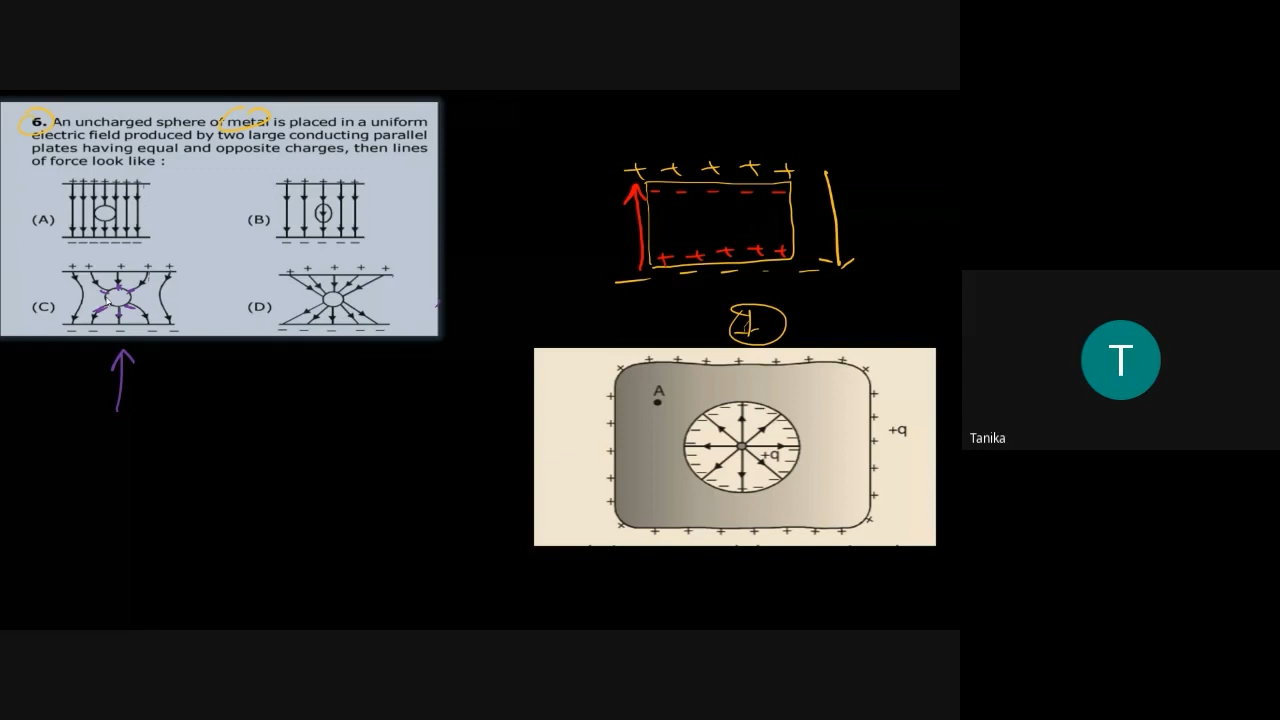 6. An uncharged sphere of metal is placed in a uniform
electric field produced by two large conducting parallel
plates having equal and opposite charges, then lines
of force look like :
+ + + + + + +
+ + + + +
(A)
(B)
− − − − − − −
− − − − −
+ + + + +
+ + + + +
(C)
(D)
− − − − −
− − − − −
+ + + + +
− − − − −
+ + + + +
− − − − −
1
A
+q
+q
T
Tanika